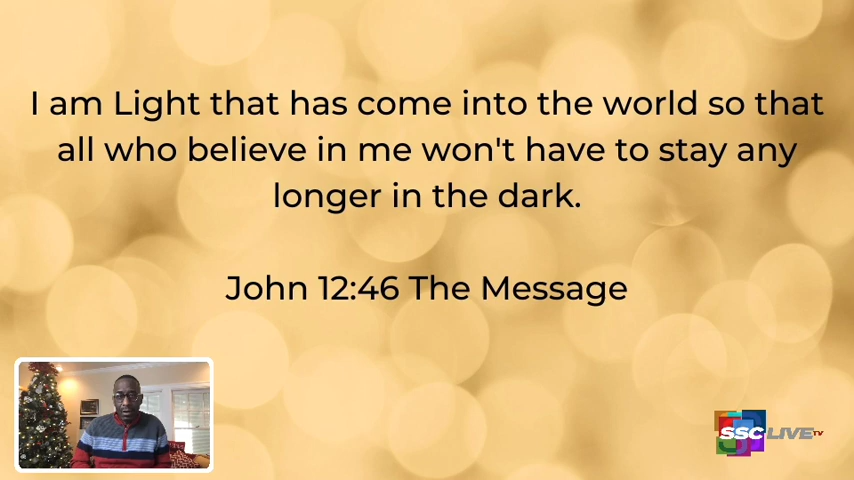 I am Light that has come into the world so that
all who believe in me won't have to stay any
longer in the dark.
John 12:46 The Message
SSC LIVE TV